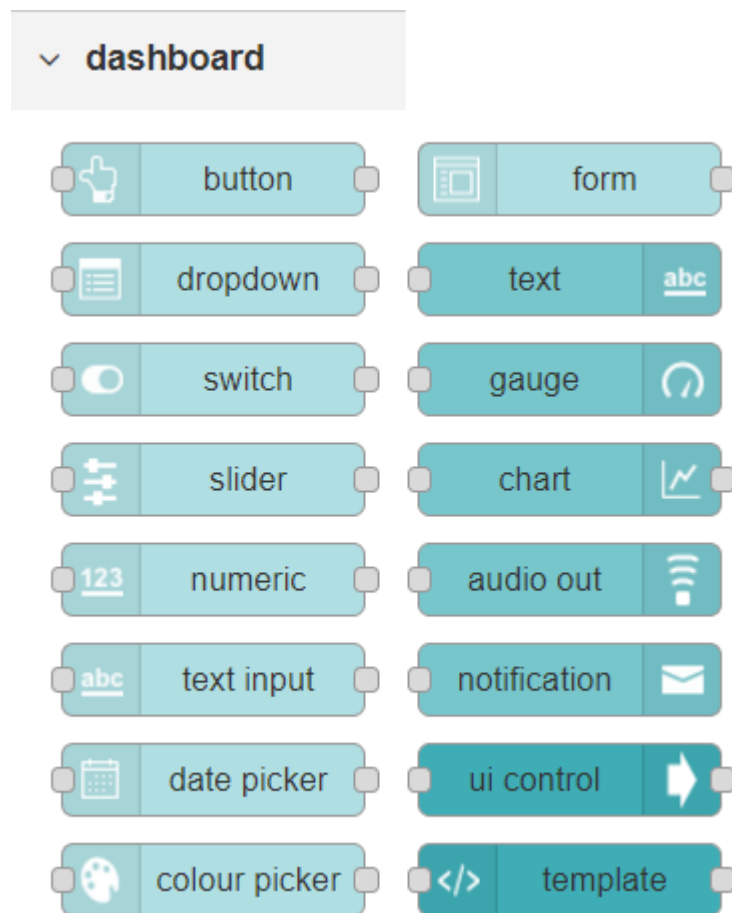 dashboard
button
form
dropdown
text
abc
switch
gauge
slider
chart
123
numeric
audio out
abc
text input
notification
date picker
ui control
colour picker
</>
template